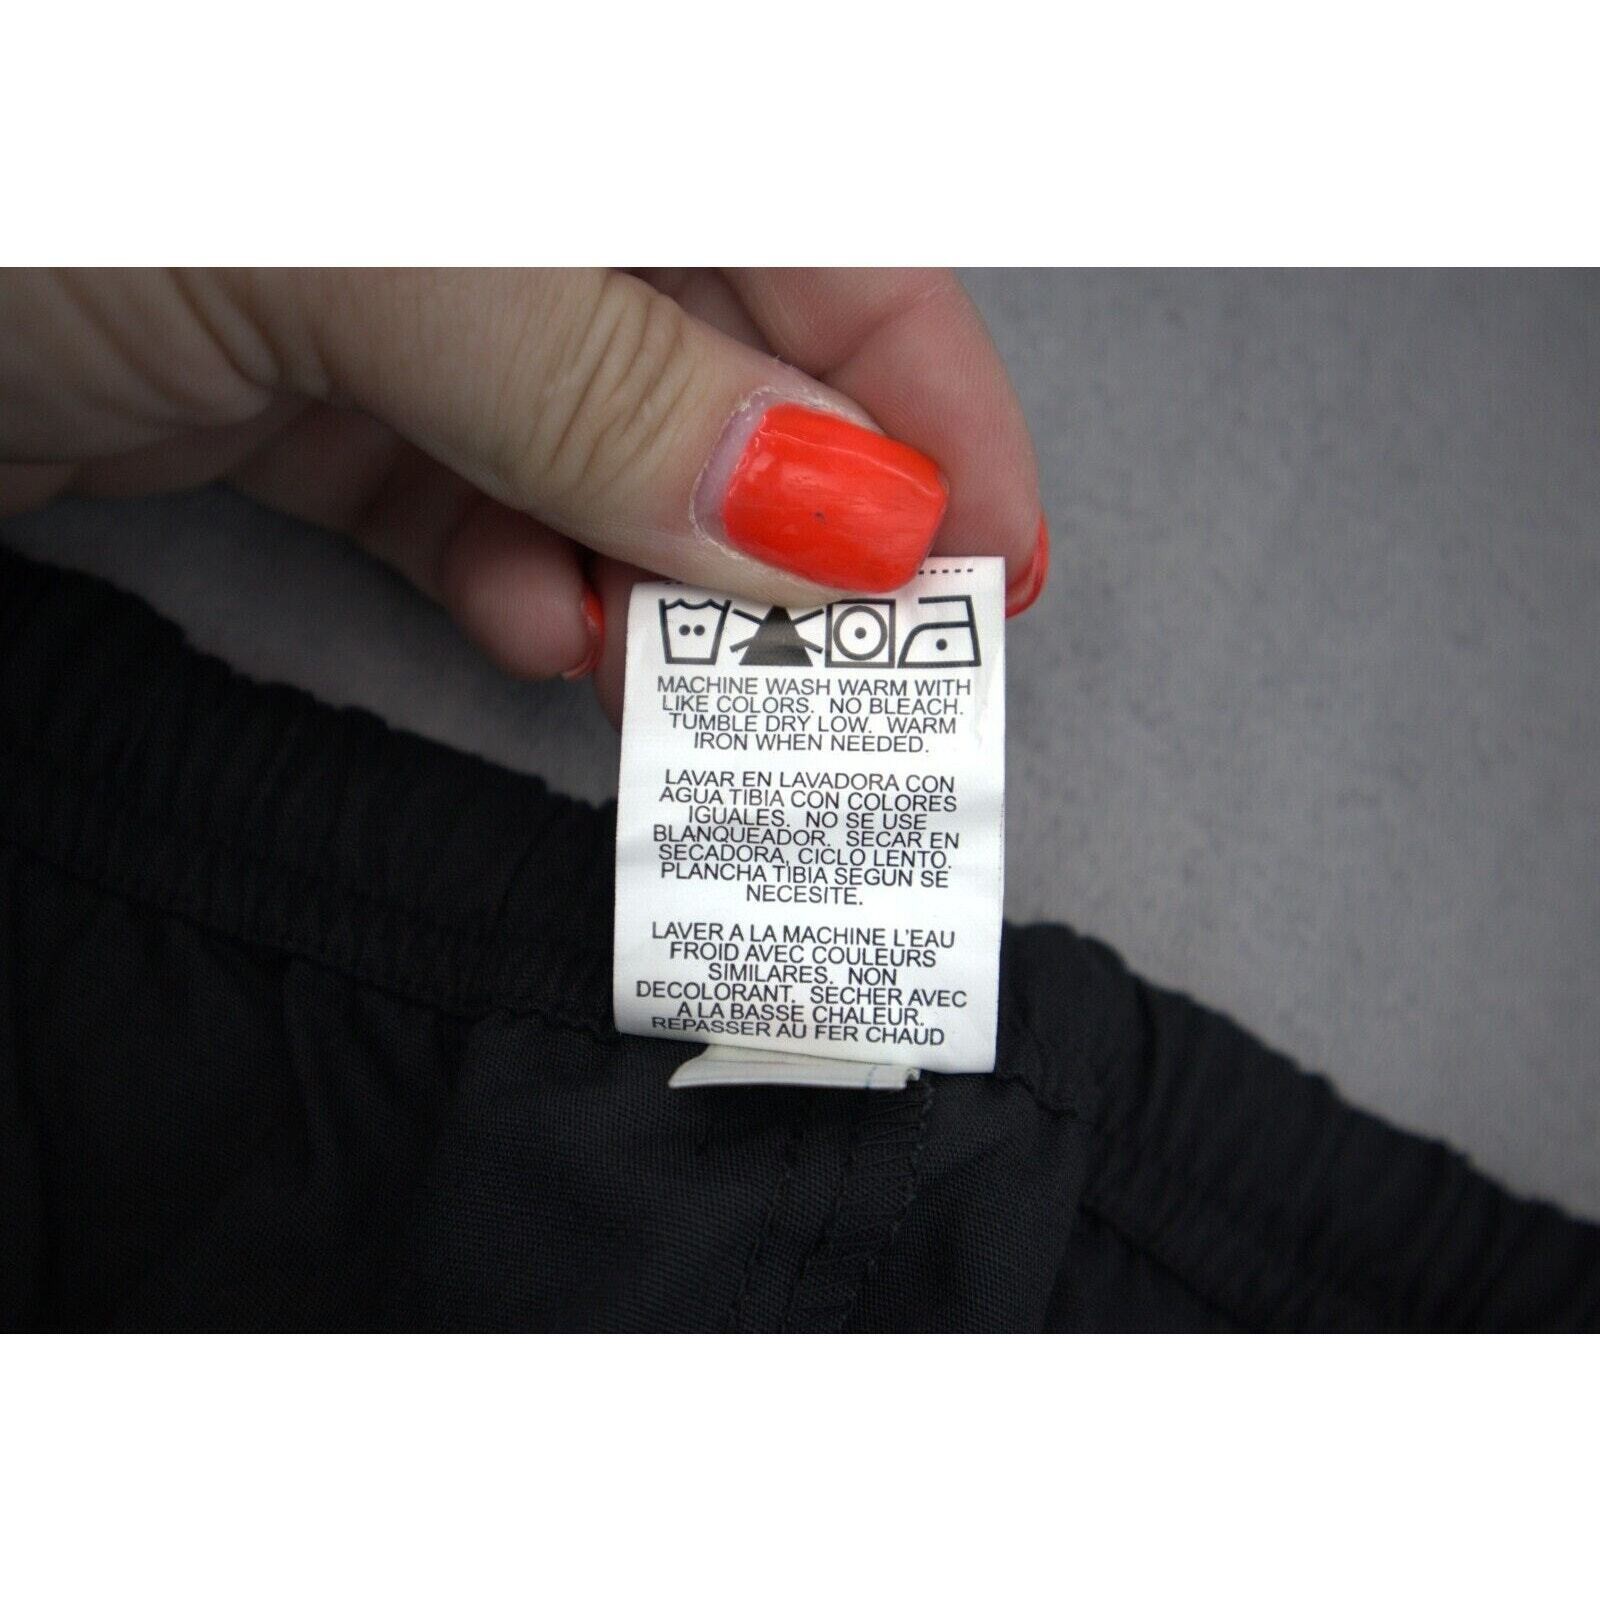 MACHINE WASH WARM WITH
LIKE COLORS. NO BLEACH.
TUMBLE DRY LOW. WARM
IRON WHEN NEEDED.
LAVAR EN LAVADORA CON
AGUA TIBIA CON COLORES
IGUALES. NO SE USE
BLANQUEADOR. SECAR EN
SECADORA, CICLO LENTO.
PLANCHA TIBIA SEGUN SE
NECESITE.
LAVER A LA MACHINE L'EAU
FROID AVEC COULEURS
SIMILARES. NON
DECOLORANT. SECHER AVEC
A LA BASSE CHALEUR.
REPASSER AU FER CHAUD